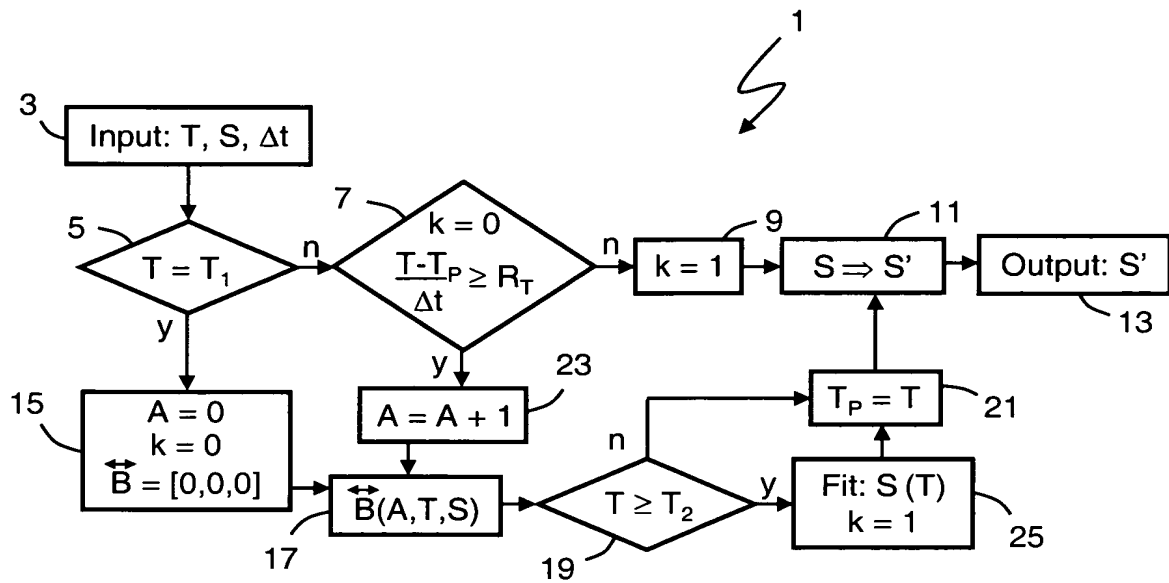 1
3
Input: T, S, Δt
5
T = T₁
n
y
7
k = 0
T-T_P
Δt
≥ R_T
n
y
9
k = 1
11
S ⇒ S'
Output: S'
13
15
A = 0
k = 0
B⃡ = [0,0,0]
23
A = A + 1
17
B⃡(A,T,S)
19
T ≥ T₂
n
y
T_P = T
21
Fit: S (T)
k = 1
25